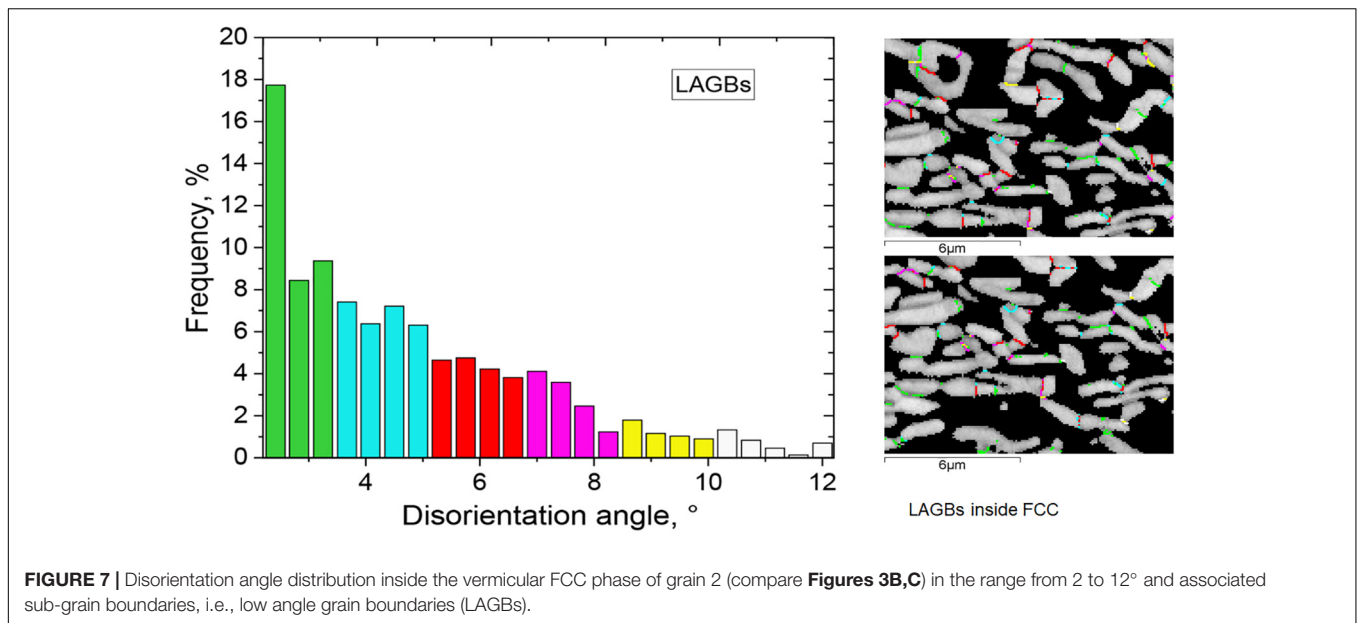 20
18
16
14
12
10
8
6
4
2
0
Frequency, %
LAGBs
4 6 8 10 12
Disorientation angle, °
6µm
6µm
LAGBs inside FCC
FIGURE 7 | Disorientation angle distribution inside the vermicular FCC phase of grain 2 (compare Figures 3B,C) in the range from 2 to 12° and associated
sub-grain boundaries, i.e., low angle grain boundaries (LAGBs).